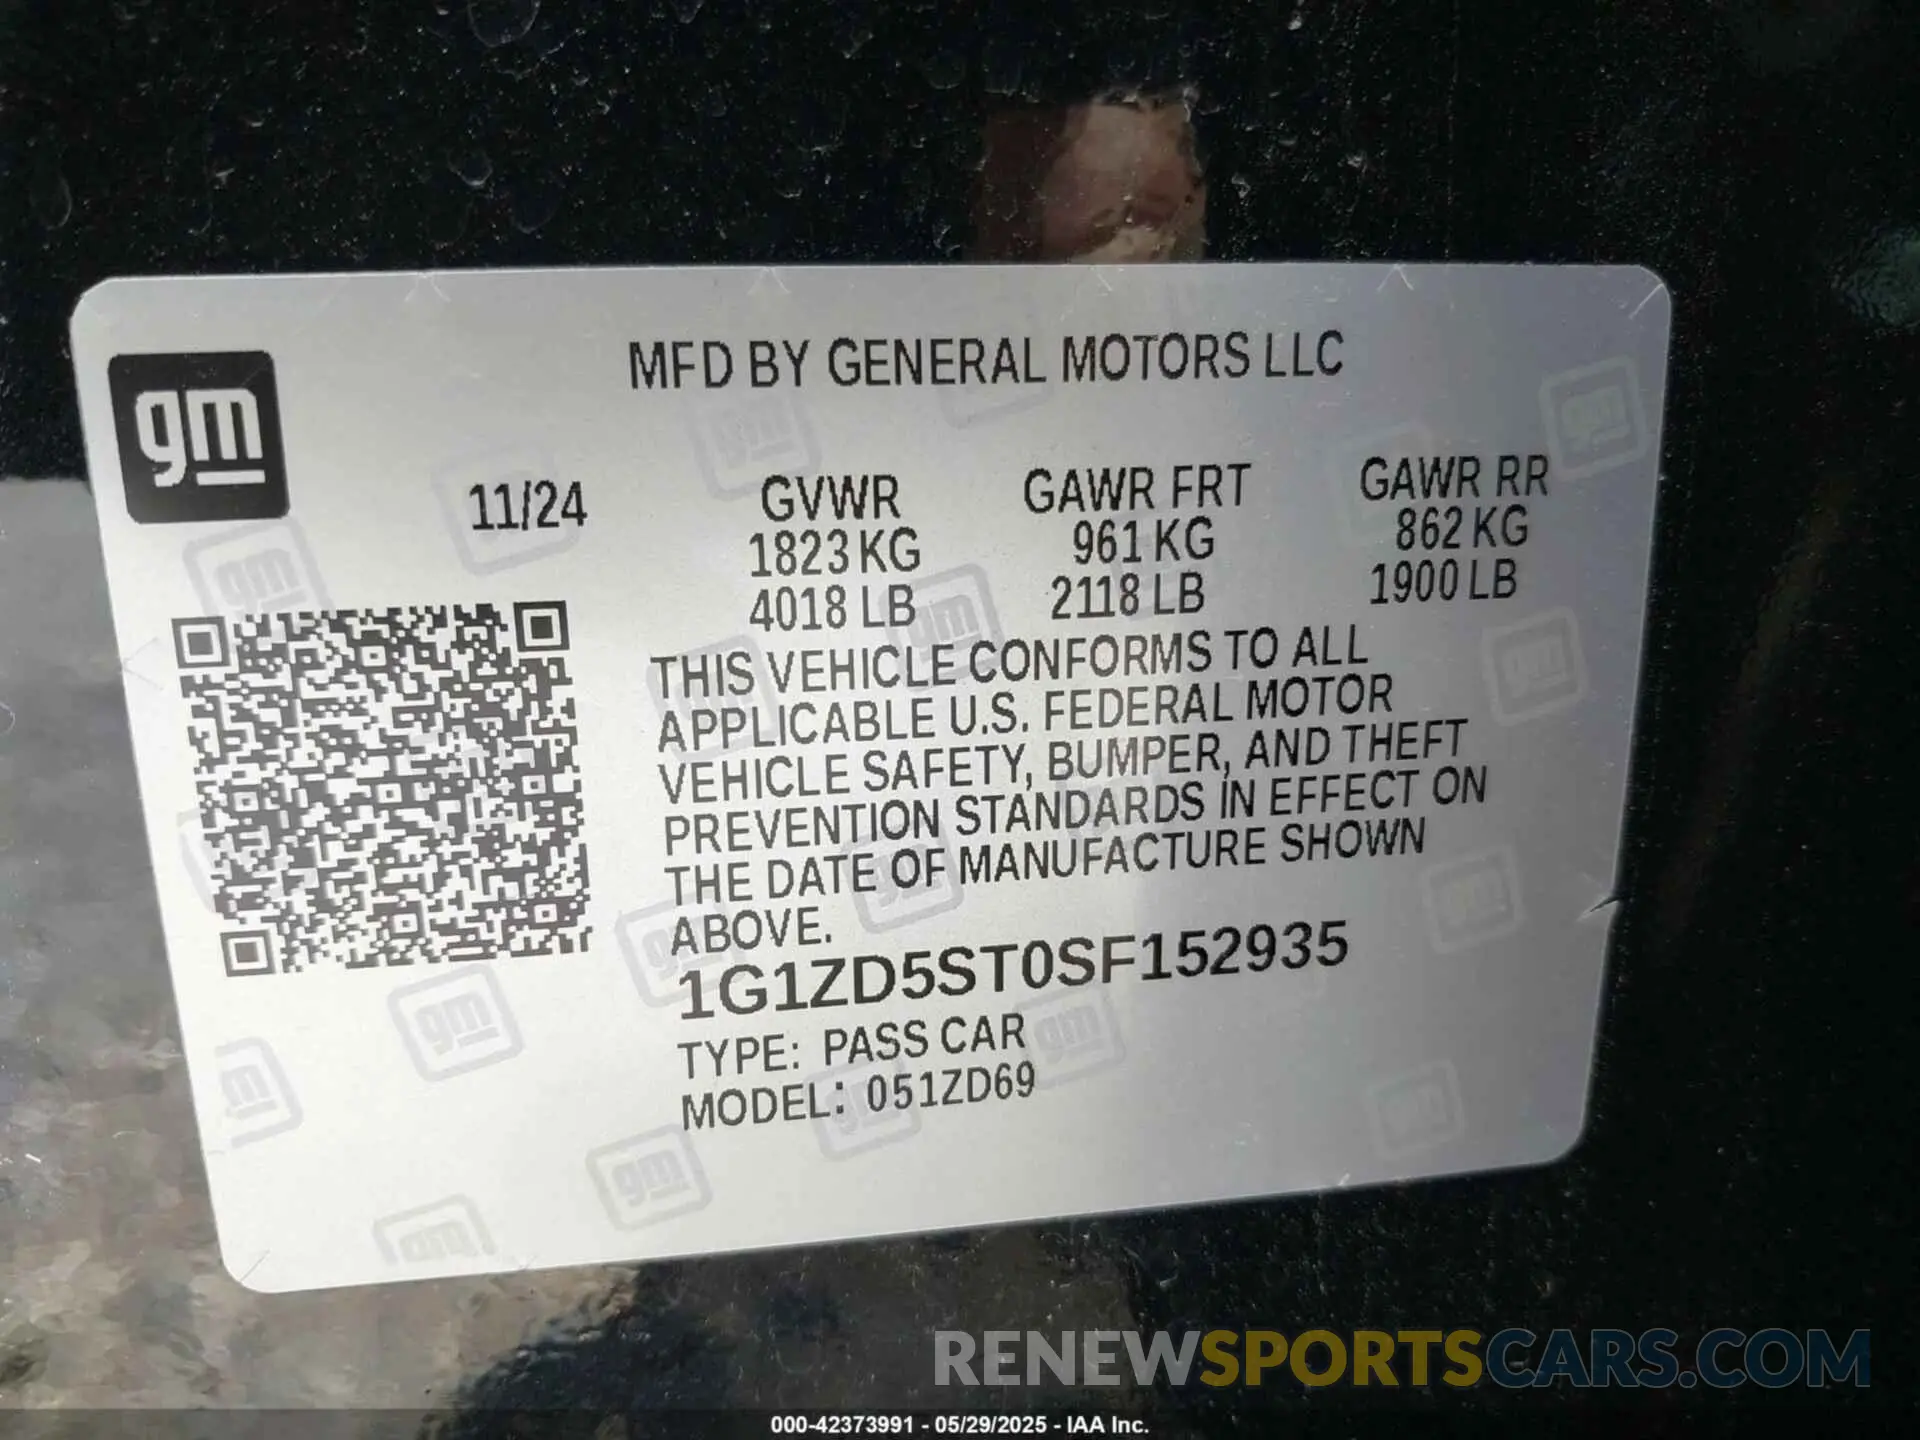 MFD BY GENERAL MOTORS LLC
gm
11/24 GVWR GAWR FRT GAWR RR
1823 KG 961 KG 862 KG
4018 LB 2118 LB 1900 LB
THIS VEHICLE CONFORMS TO ALL
APPLICABLE U.S. FEDERAL MOTOR
VEHICLE SAFETY, BUMPER, AND THEFT
PREVENTION STANDARDS IN EFFECT ON
THE DATE OF MANUFACTURE SHOWN
ABOVE.
1G1ZD5ST0SF152935
TYPE: PASS CAR
MODEL: 051ZD69
RENEWSPORTSCARS.COM
000-42373991 - 05/29/2025 - IAA Inc.